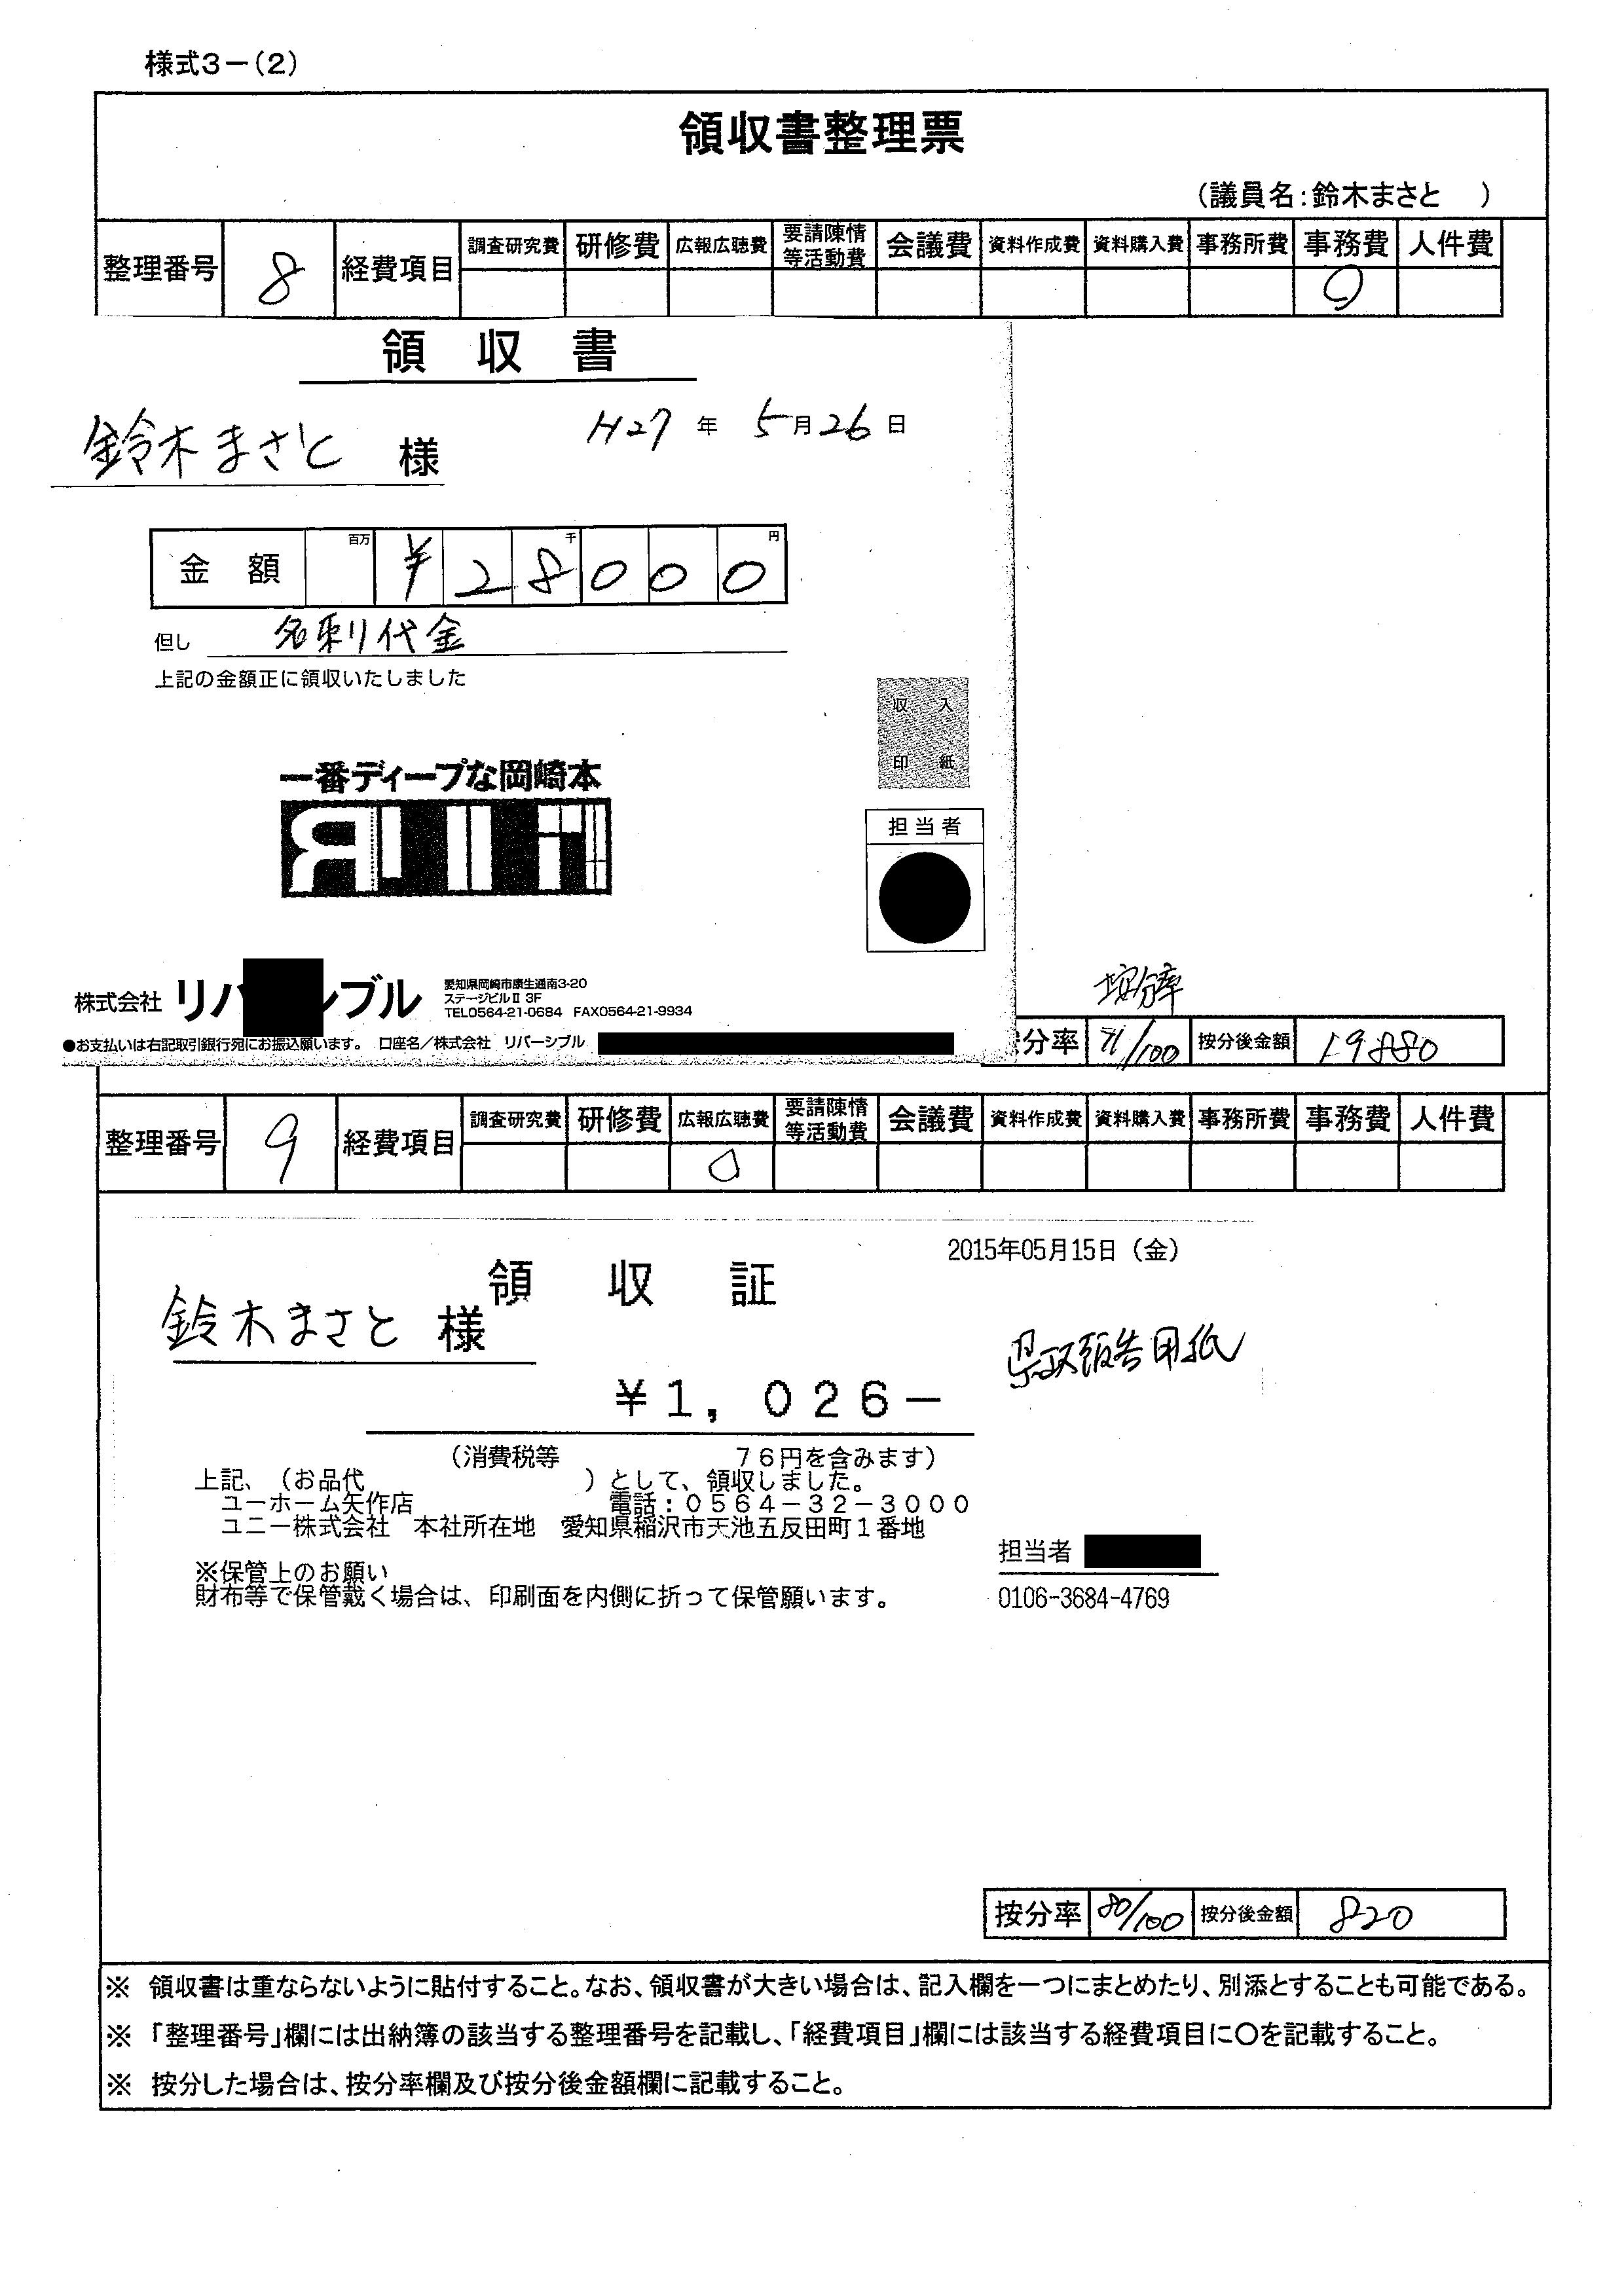 様式3－(2)
領収書整理票
(議員名:鈴木まさと　)
整理番号 8 経費項目 調査研究費 研修費 広報広聴費 要請陳情等活動費 会議費 資料作成費 資料購入費 事務所費 事務費 人件費
○
領 収 書
H27 年 5月26日
鈴木まさと 様
金 額 百万 千 円 ¥28000
但し 名刺代金
上記の金額正に領収いたしました
収 入
印 紙
一番ディープな岡崎本
担当者
株式会社 リバ ブル
愛知県岡崎市康生通南3-20
ステージビルⅡ 3F
TEL0564-21-0684 FAX0564-21-9934
●お支払いは右記取引銀行宛にお振込願います。 口座名／株式会社 リバーシブル
按分率
分率 71/100 按分後金額 19880
整理番号 9 経費項目 調査研究費 研修費 広報広聴費 要請陳情等活動費 会議費 資料作成費 資料購入費 事務所費 事務費 人件費
○
2015年05月15日（金）
領 収 証
鈴木まさと 様
県政報告用紙
¥1,026－
（消費税等 76円を含みます）
上記、（お品代 ）として、領収しました。
ユーホーム矢作店 電話：0564－32－3000
ユニー株式会社 本社所在地 愛知県稲沢市天池五反田町1番地
担当者
※保管上のお願い
財布等で保管戴く場合は、印刷面を内側に折って保管願います。
0106-3684-4769
按分率 80/100 按分後金額 820
※ 領収書は重ならないように貼付すること。なお、領収書が大きい場合は、記入欄を一つにまとめたり、別添とすることも可能である。
※ 「整理番号」欄には出納簿の該当する整理番号を記載し、「経費項目」欄には該当する経費項目に○を記載すること。
※ 按分した場合は、按分率欄及び按分後金額欄に記載すること。